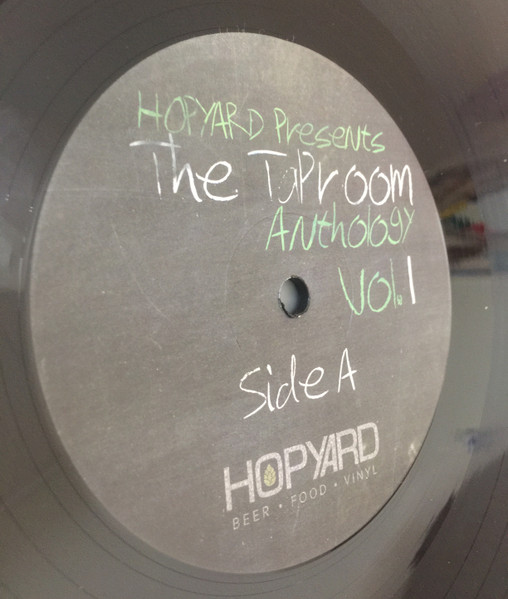 HOPYARD Presents
The TaProom
Anthology
Vol.1
Side A
HOPYARD
BEER • FOOD • VINYL